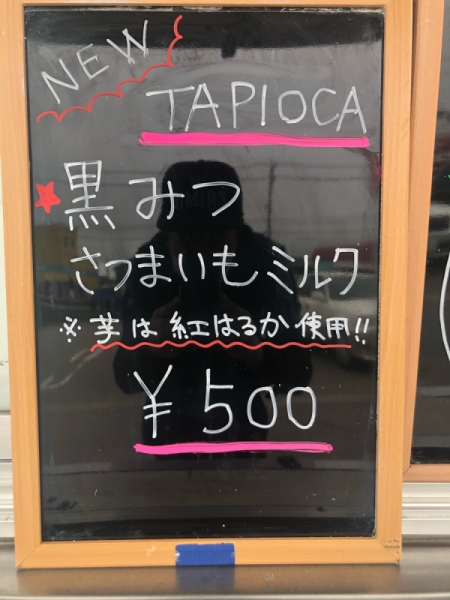 NEW
TAPIOCA
★黒みつ
さつまいもミルク
※芋は紅はるか使用!!
¥500